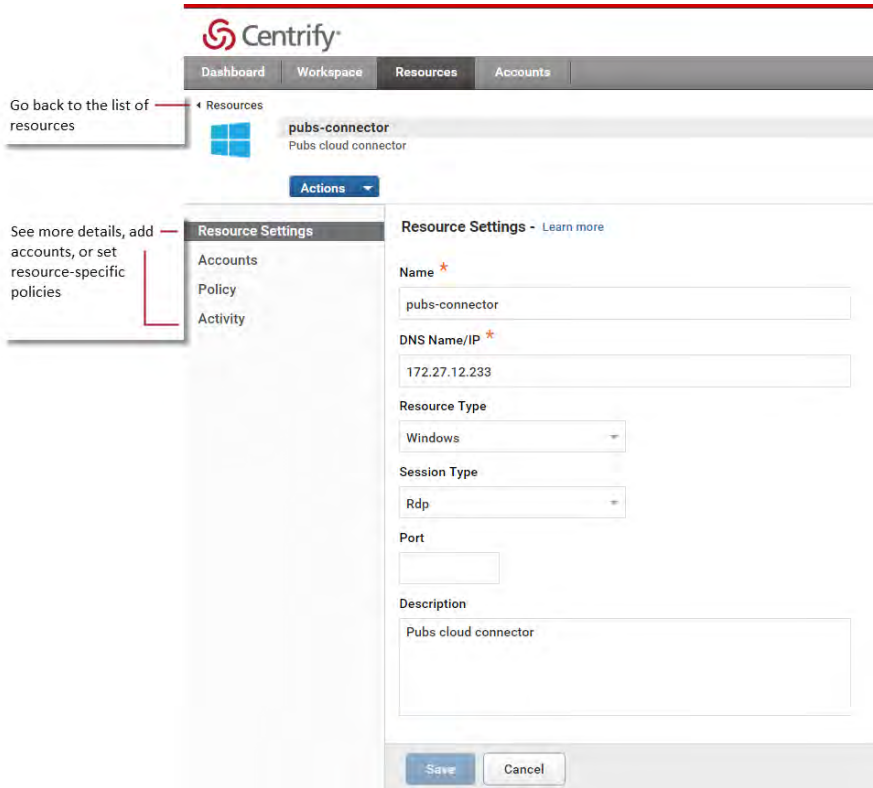 Centrify
Dashboard Workspace Resources Accounts
Go back to the list of
resources
Resources
pubs-connector
Pubs cloud connector
Actions
See more details, add
accounts, or set
resource-specific
policies
Resource Settings
Accounts
Policy
Activity
Resource Settings - Learn more
Name *
pubs-connector
DNS Name/IP *
172.27.12.233
Resource Type
Windows
Session Type
Rdp
Port
Description
Pubs cloud connector
Save Cancel